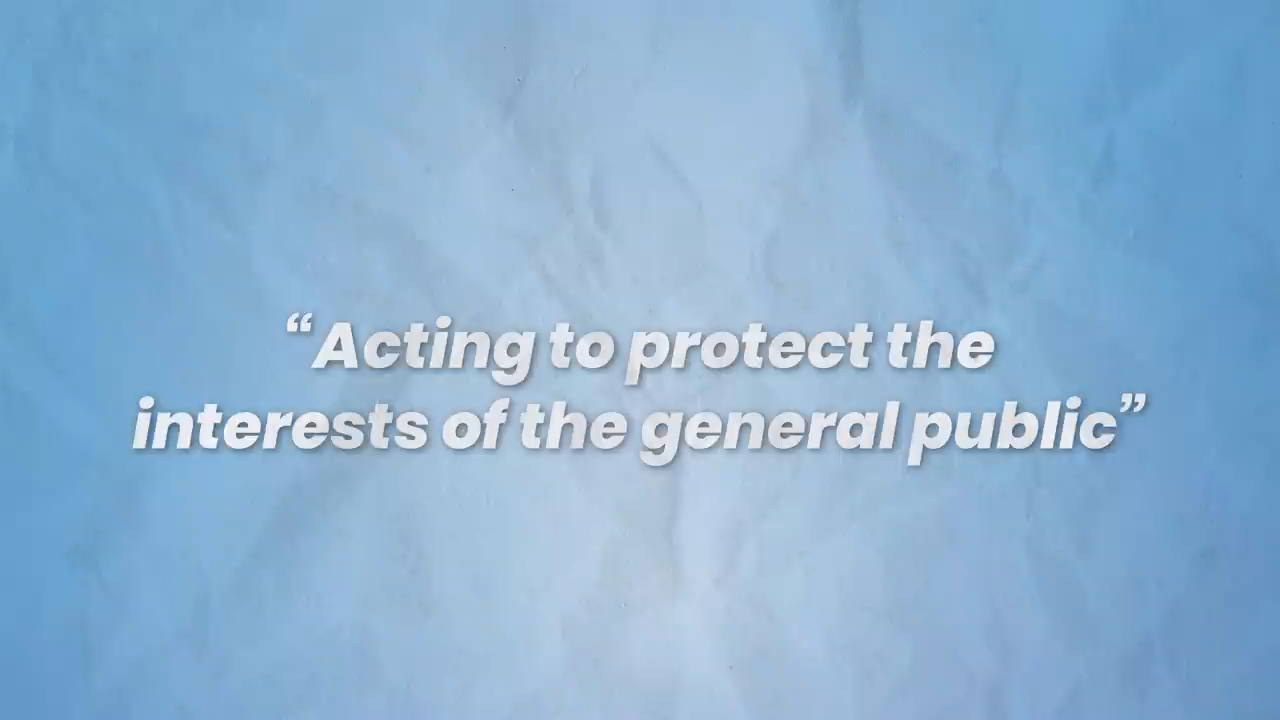 “Acting to protect the
interests of the general public”